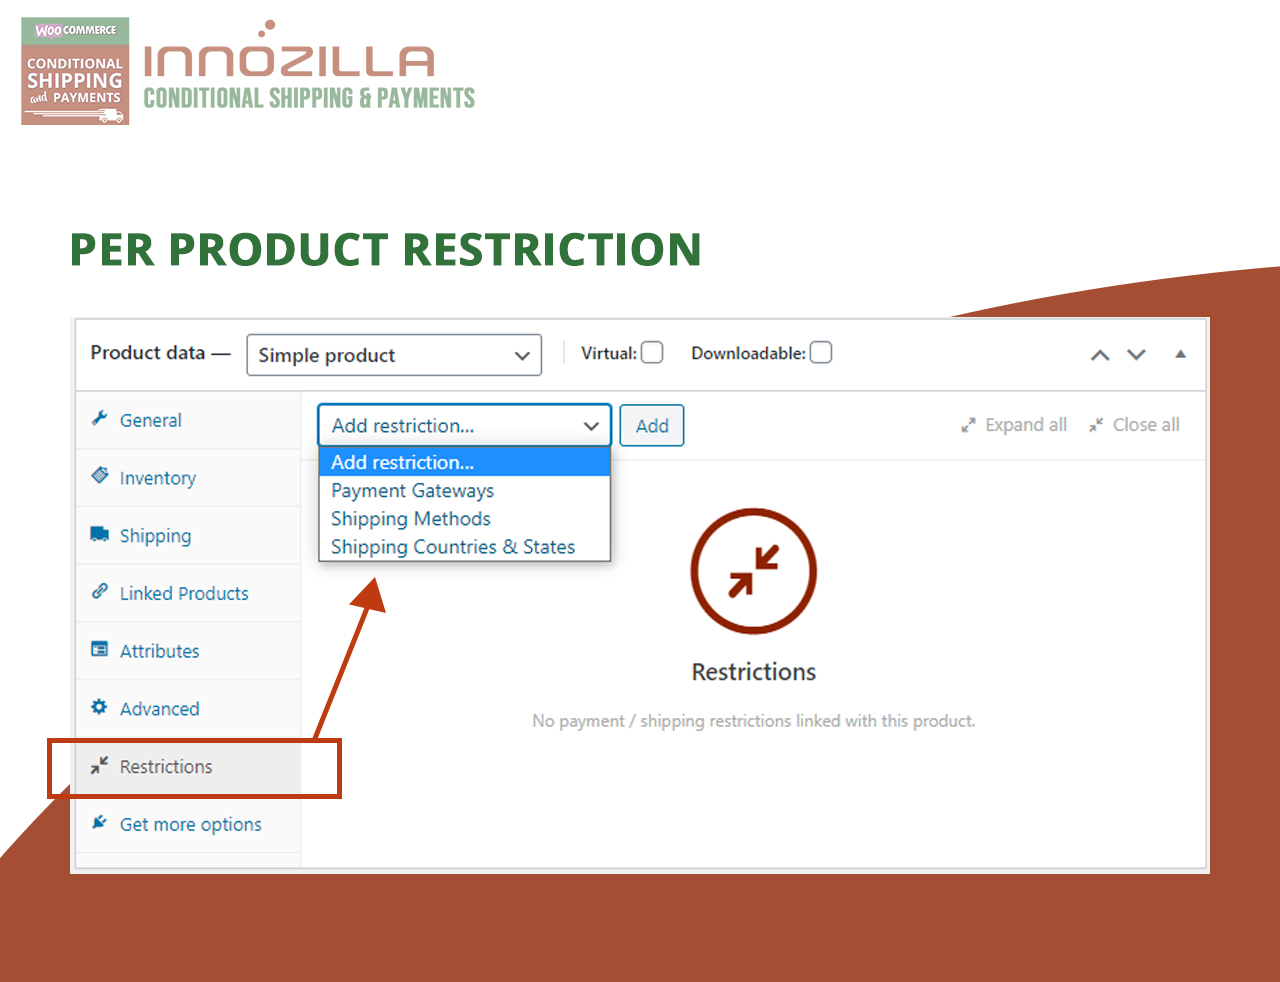 WOO COMMERCE
CONDITIONAL
SHIPPING
and PAYMENTS
INNOZILLA
CONDITIONAL SHIPPING & PAYMENTS
PER PRODUCT RESTRICTION
Product data — Simple product Virtual: Downloadable:
General
Inventory
Shipping
Linked Products
Attributes
Advanced
Restrictions
Get more options
Add restriction... Add Expand all Close all
Add restriction...
Payment Gateways
Shipping Methods
Shipping Countries & States
Restrictions
No payment / shipping restrictions linked with this product.